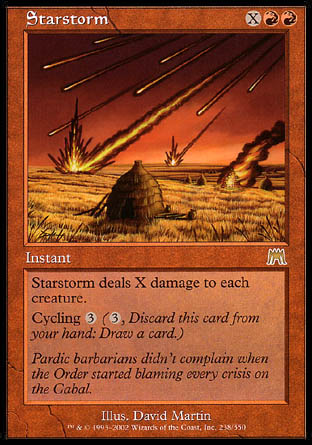 Starstorm X
Instant
Starstorm deals X damage to each
creature.
Cycling 3 (3, Discard this card from
your hand: Draw a card.)
Pardic barbarians didn't complain when
the Order started blaming every crisis on
the Cabal.
Illus. David Martin
™ & © 1993-2002 Wizards of the Coast, Inc. 238/350